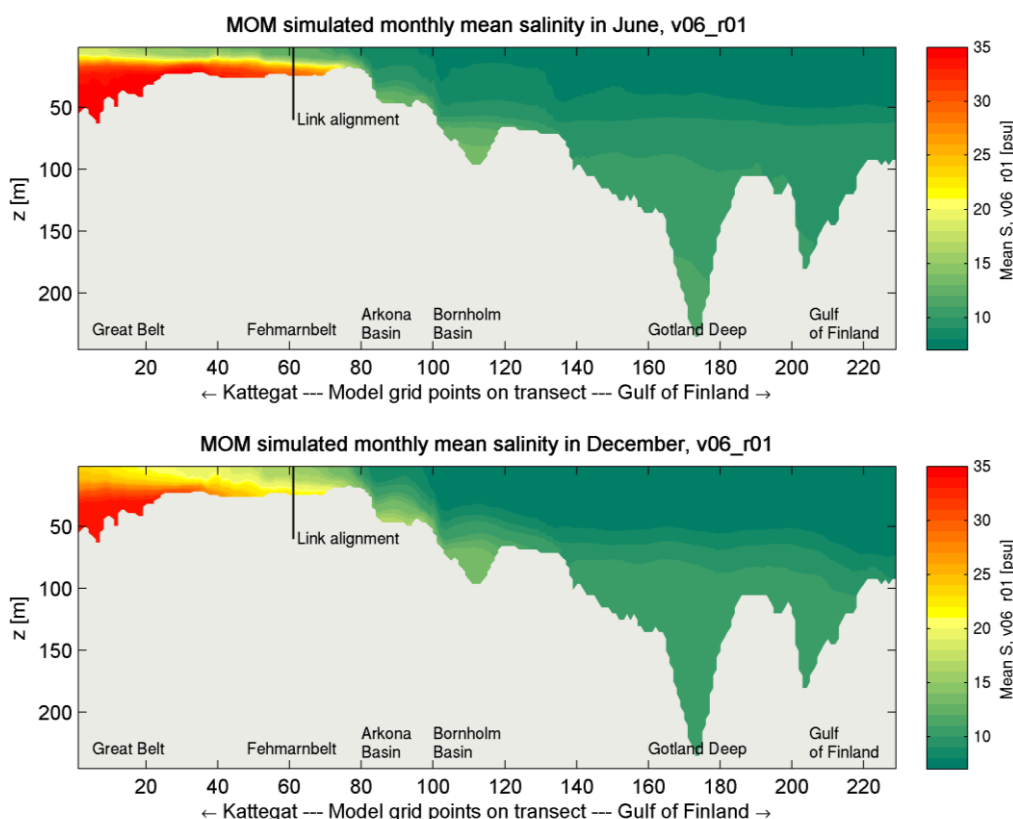 MOM simulated monthly mean salinity in June, v06_r01
z [m]
50
100
150
200
Link alignment
Great Belt
Fehmarnbelt
Arkona
Basin
Bornholm
Basin
Gotland Deep
Gulf
of Finland
20 40 60 80 100 120 140 160 180 200 220
← Kattegat --- Model grid points on transect --- Gulf of Finland →
35
30
25
20
15
10
Mean S, v06 r01 [psu]
MOM simulated monthly mean salinity in December, v06_r01
z [m]
50
100
150
200
Link alignment
Great Belt
Fehmarnbelt
Arkona
Basin
Bornholm
Basin
Gotland Deep
Gulf
of Finland
20 40 60 80 100 120 140 160 180 200 220
← Kattegat --- Model grid points on transect --- Gulf of Finland →
35
30
25
20
15
10
Mean S, v06 r01 [psu]